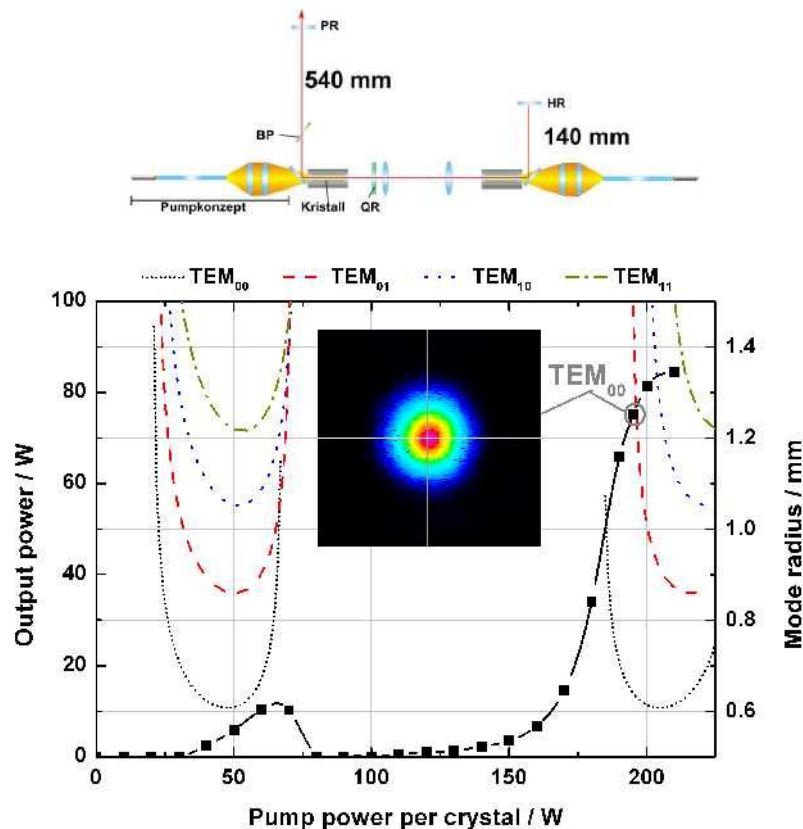 PR
540 mm
HR
BP
140 mm
Pumpkonzept
Kristall
QR
TEM00 TEM01 TEM10 TEM11
100
80
60
40
20
0
Output power / W
TEM00
1.4
1.2
1.0
0.8
0.6
Mode radius / mm
0 50 100 150 200
Pump power per crystal / W